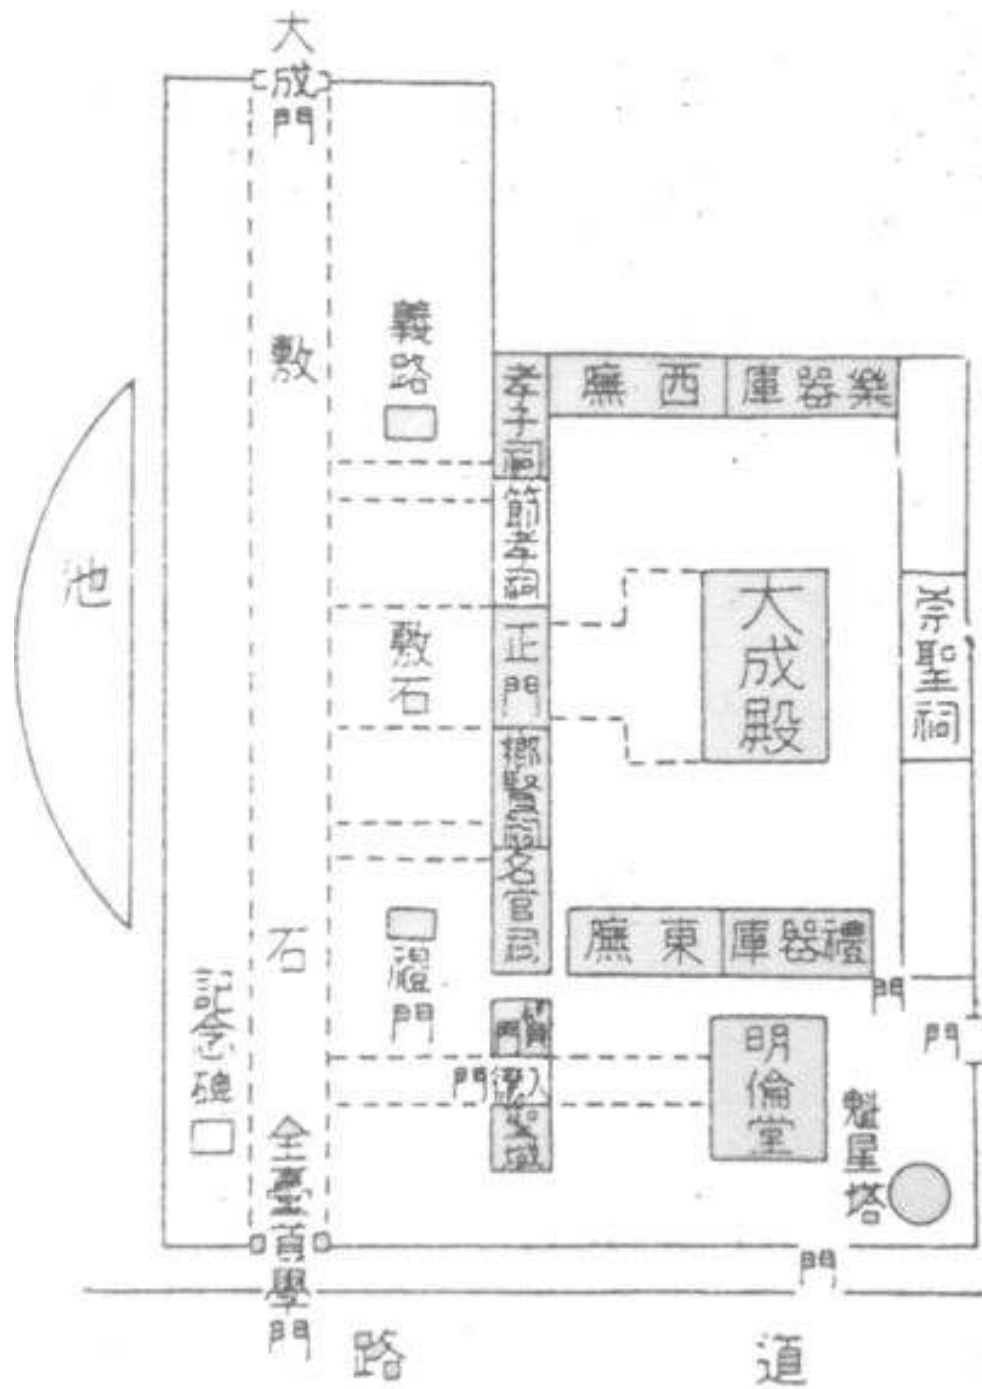 大成門
敷石
義路
池
孝子祠
節孝祠
正門
鄉賢祠
名宦祠
西廡
樂器庫
大成殿
崇聖祠
敷石
東廡
禮器庫
禮門
記念碑
門
入德
聖域
明倫堂
門
門
魁星塔
全臺首學門
門
道路